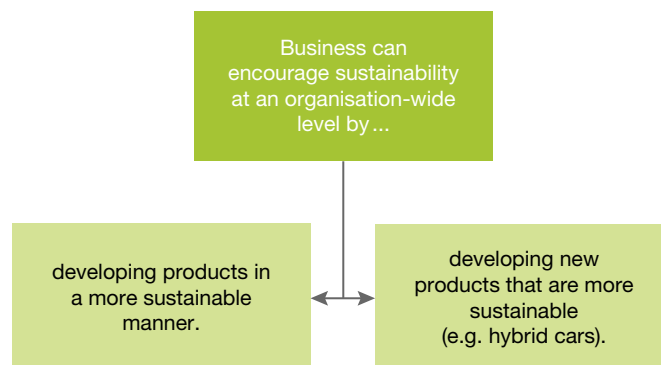 Business can
encourage sustainability
at an organisation-wide
level by ...
developing products in
a more sustainable
manner.
developing new
products that are more
sustainable
(e.g. hybrid cars).